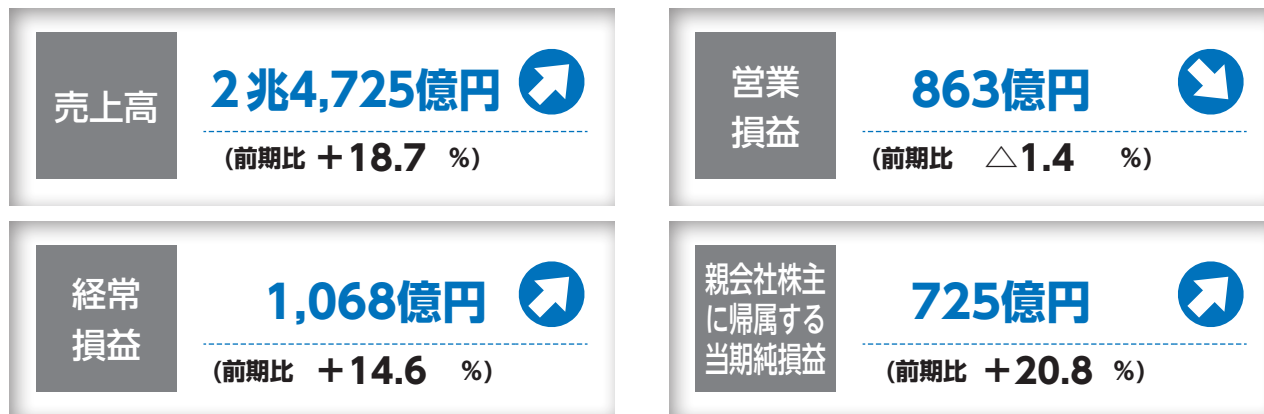 売上高
2兆4,725億円
(前期比 +18.7 %)
営業
損益
863億円
(前期比 △1.4 %)
経常
損益
1,068億円
(前期比 +14.6 %)
親会社株主
に帰属する
当期純損益
725億円
(前期比 +20.8 %)